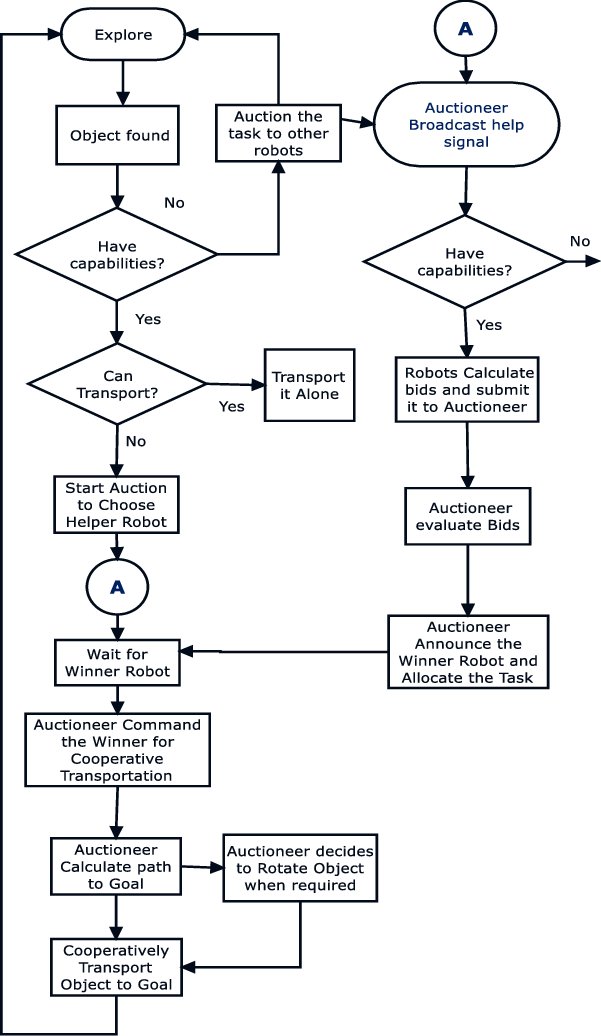 Explore
Object found
Auction the
task to other
robots
No
Have
capabilities?
Yes
Can
Transport?
Yes
Transport
it Alone
No
Start Auction
to Choose
Helper Robot
A
Wait for
Winner Robot
Auctioneer Command
the Winner for
Cooperative
Transportation
Auctioneer
Calculate path
to Goal
Auctioneer decides
to Rotate Object
when required
Cooperatively
Transport
Object to Goal
A
Auctioneer
Broadcast help
signal
Have
capabilities?
No
Yes
Robots Calculate
bids and submit
it to Auctioneer
Auctioneer
evaluate Bids
Auctioneer
Announce the
Winner Robot and
Allocate the Task